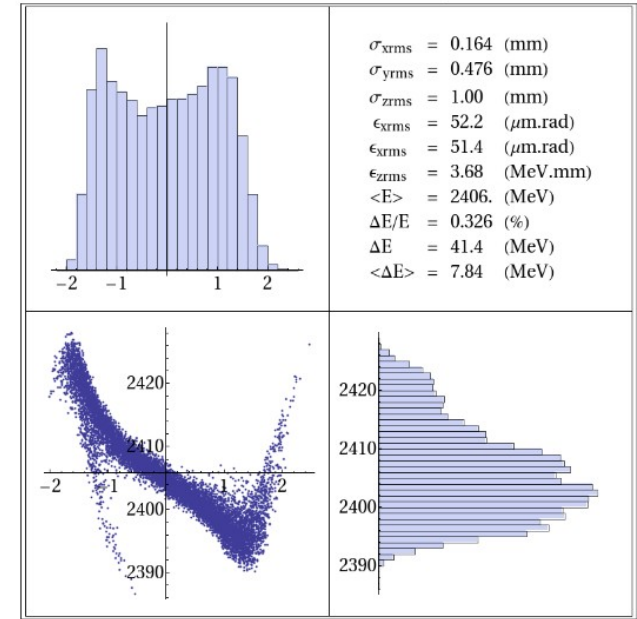 σxrms = 0.164 (mm)
σyrms = 0.476 (mm)
σzrms = 1.00 (mm)
ϵxrms = 52.2 (μm.rad)
ϵxrms = 51.4 (μm.rad)
ϵzrms = 3.68 (MeV.mm)
<E> = 2406. (MeV)
ΔE/E = 0.326 (%)
ΔE = 41.4 (MeV)
<ΔE> = 7.84 (MeV)
−2 −1 1 2
2420
2410
−2 −1 1 2
2400
2390
2420
2410
2400
2390